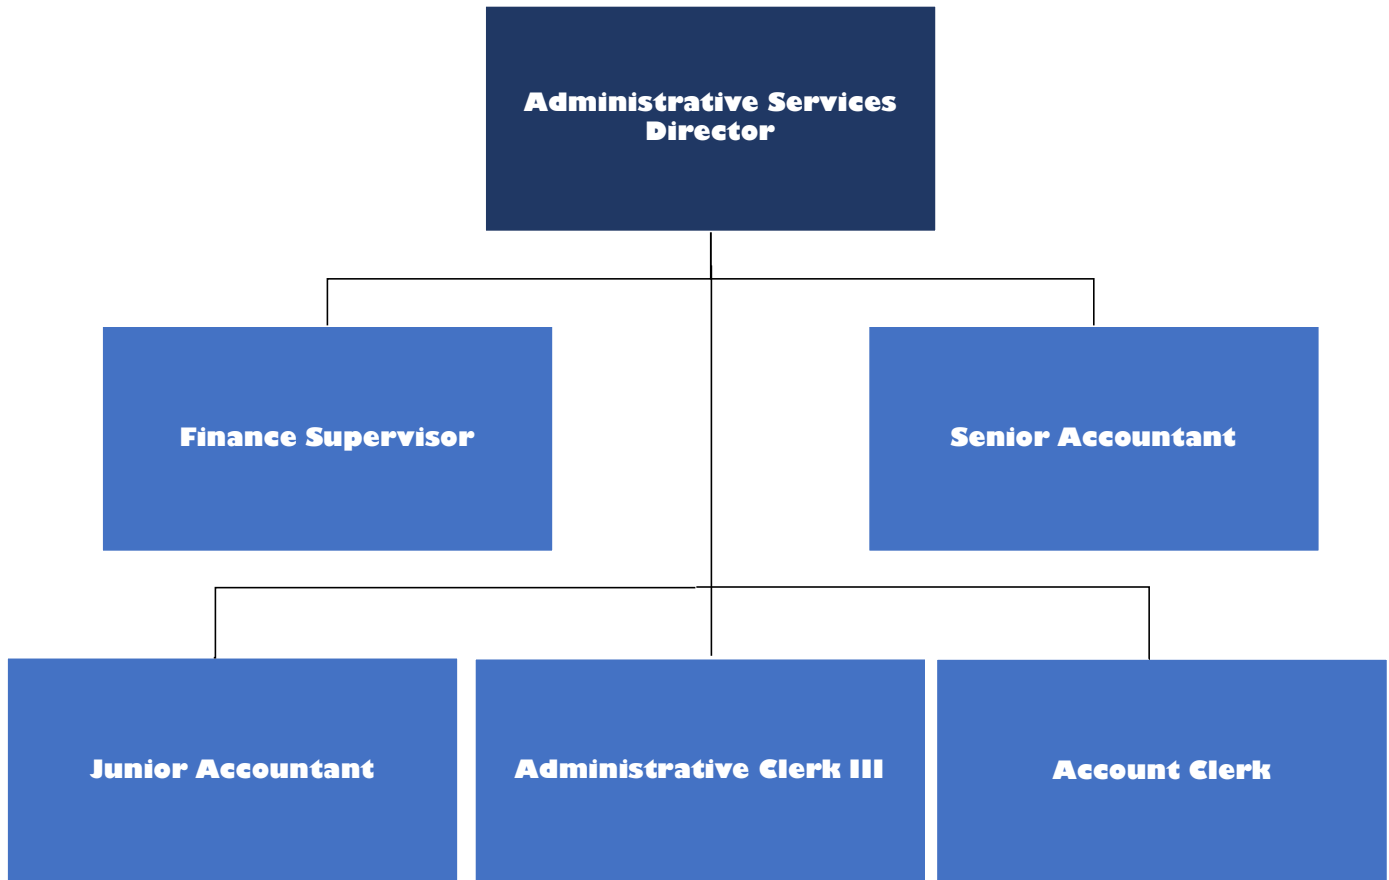 Administrative Services
Director
Finance Supervisor
Senior Accountant
Junior Accountant
Administrative Clerk III
Account Clerk